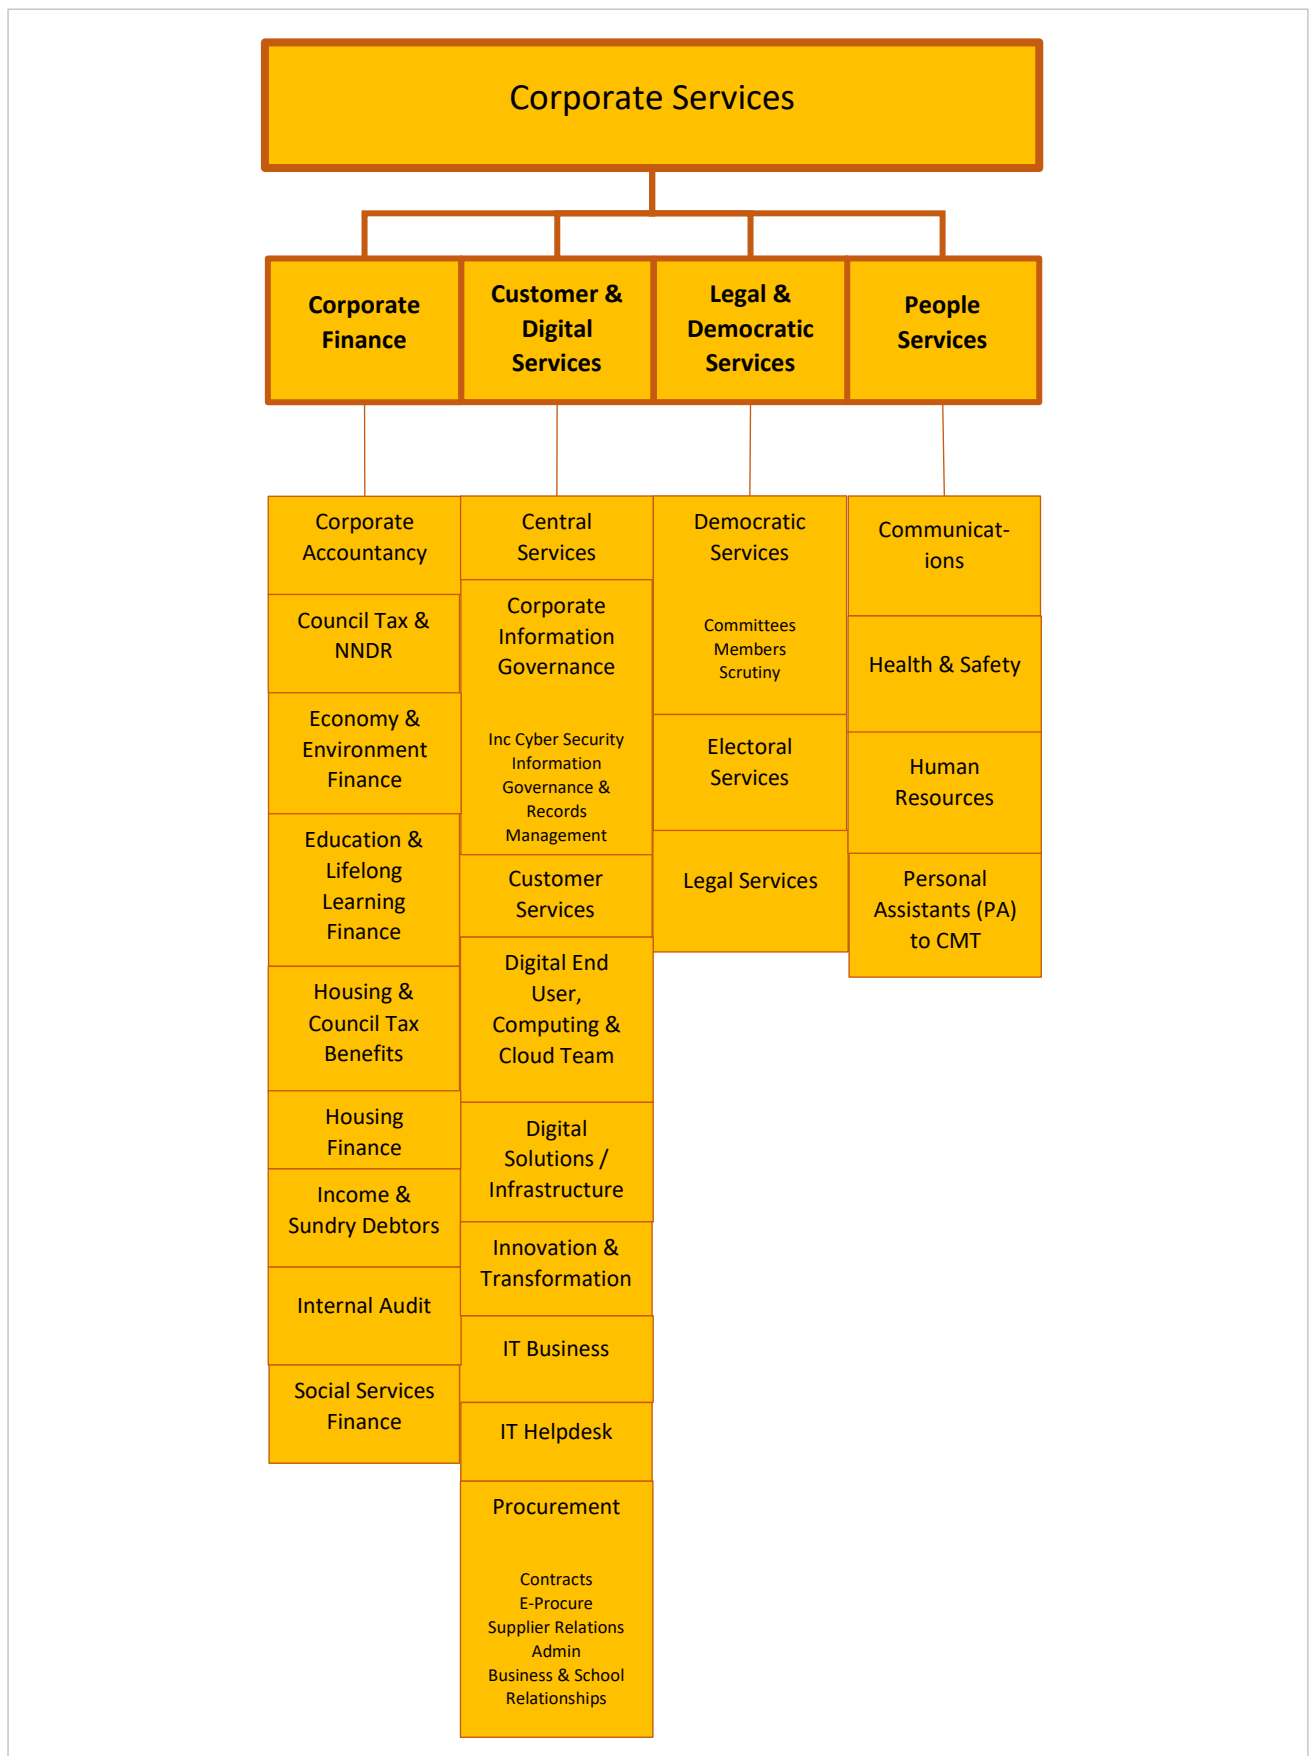 Corporate Services
Corporate
Finance
Customer &
Digital
Services
Legal &
Democratic
Services
People
Services
Corporate
Accountancy
Council Tax &
NNDR
Economy &
Environment
Finance
Education &
Lifelong
Learning
Finance
Housing &
Council Tax
Benefits
Housing
Finance
Income &
Sundry Debtors
Internal Audit
Social Services
Finance
Central
Services
Corporate
Information
Governance
Inc Cyber Security
Information
Governance &
Records
Management
Customer
Services
Digital End
User,
Computing &
Cloud Team
Digital
Solutions /
Infrastructure
Innovation &
Transformation
IT Business
IT Helpdesk
Procurement
Contracts
E-Procure
Supplier Relations
Admin
Business & School
Relationships
Democratic
Services
Committees
Members
Scrutiny
Electoral
Services
Legal Services
Communicat-
ions
Health & Safety
Human
Resources
Personal
Assistants (PA)
to CMT